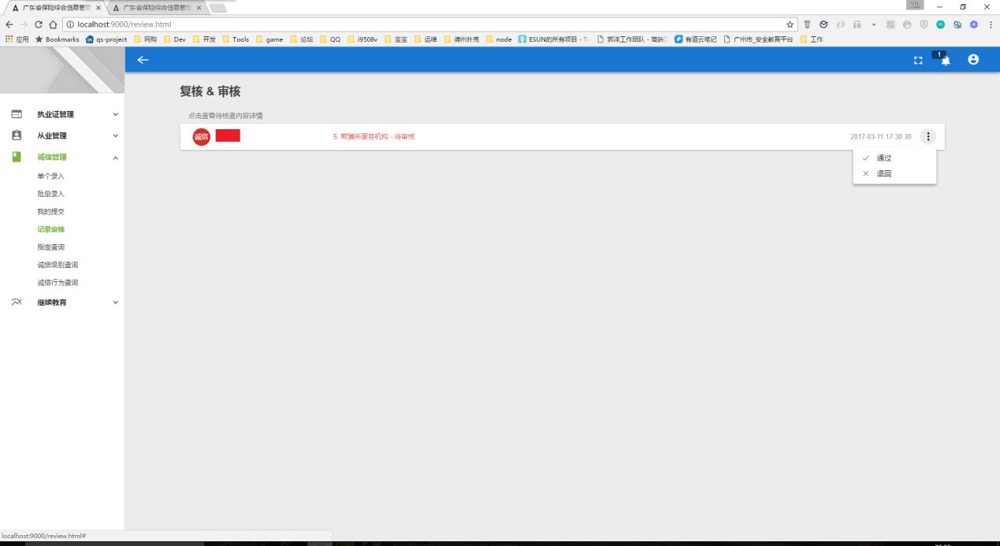 广东省保险综合信息管理
广东省保险综合信息管理
HL
localhost:9000/review.html
应用
Bookmarks
qs-project
网购
Dev
开发
Tools
game
论坛
QQ
i9508v
宝宝
运维
德州扑克
node
ESUN的所有项目 - T
郭洋工作团队 - 高端
有道云笔记
广州市_安全教育平台
工作
1
复核 & 审核
执业证管理
从业管理
诚信管理
单个录入
批量录入
我的提交
记录审核
指定查询
诚信级别查询
诚信行为查询
继续教育
点击查看待核查内容详情
诚信
5. 欺骗所服务机构 - 待审核
2017-03-11 17:30:30
通过
退回
localhost:9000/review.html#